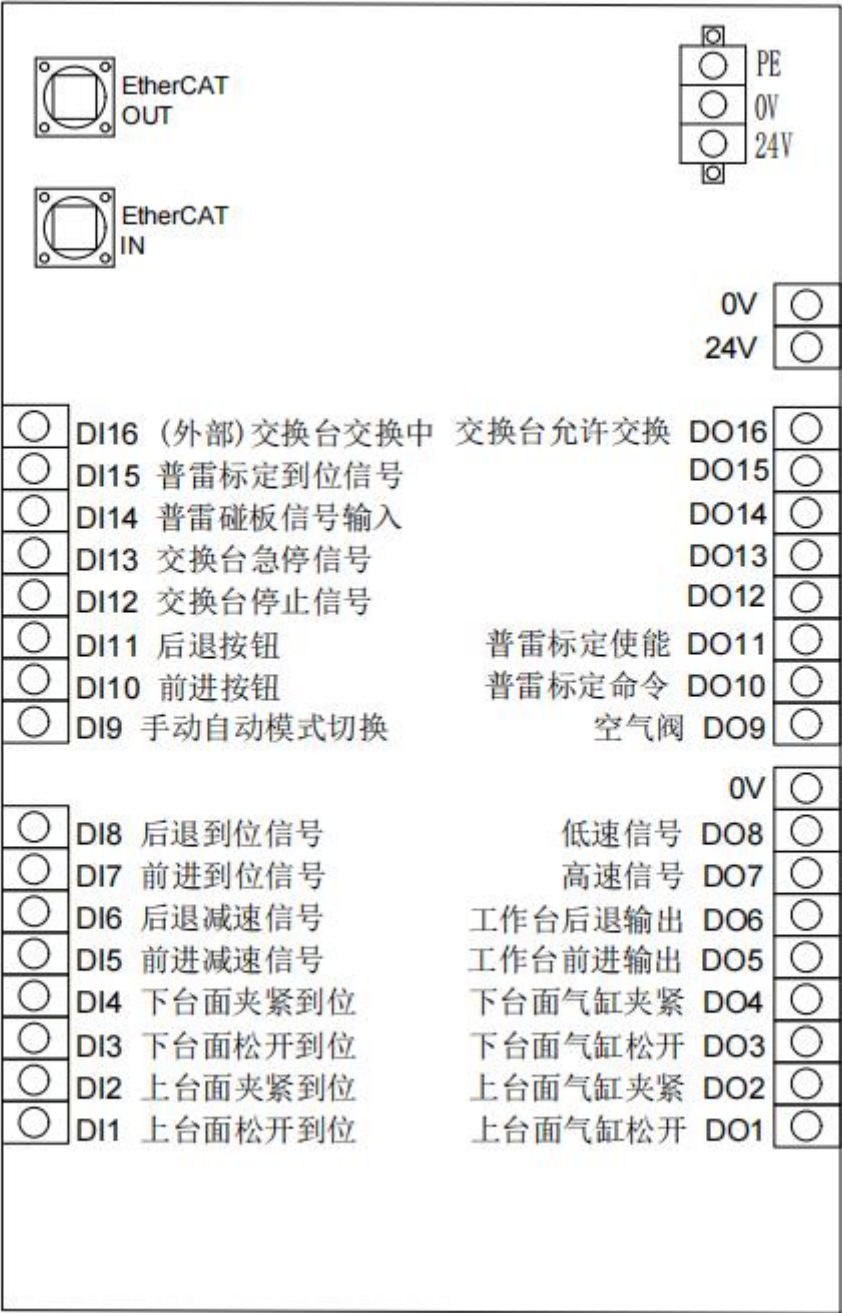 EtherCAT
OUT
PE
0V
24V
EtherCAT
IN
0V
24V
DI16 (外部)交换台交换中 交换台允许交换 DO16
DI15 普雷标定到位信号 DO15
DI14 普雷碰板信号输入 DO14
DI13 交换台急停信号 DO13
DI12 交换台停止信号 DO12
DI11 后退按钮 普雷标定使能 DO11
DI10 前进按钮 普雷标定命令 DO10
DI9 手动自动模式切换 空气阀 DO9
0V
DI8 后退到位信号 低速信号 DO8
DI7 前进到位信号 高速信号 DO7
DI6 后退减速信号 工作台后退输出 DO6
DI5 前进减速信号 工作台前进输出 DO5
DI4 下台面夹紧到位 下台面气缸夹紧 DO4
DI3 下台面松开到位 下台面气缸松开 DO3
DI2 上台面夹紧到位 上台面气缸夹紧 DO2
DI1 上台面松开到位 上台面气缸松开 DO1